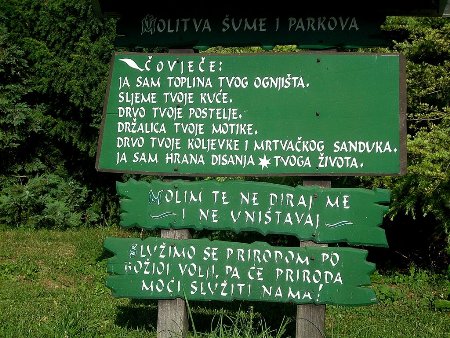 MOLITVA ŠUME I PARKOVA
ČOVJEČE:
JA SAM TOPLINA TVOG OGNJIŠTA.
SLJEME TVOJE KUĆE.
DRVO TVOJE POSTELJE.
DRŽALICA TVOJE MOTIKE.
DRVO TVOJE KOLJEVKE I MRTVAČKOG SANDUKA.
JA SAM HRANA DISANJA * TVOGA ŽIVOTA.
MOLIM TE NE DIRAJ ME
I NE UNIŠTAVAJ
SLUŽIMO SE PRIRODOM PO
BOŽIOJ VOLJI, PA ĆE PRIRODA
MOĆI SLUŽITI NAMA!